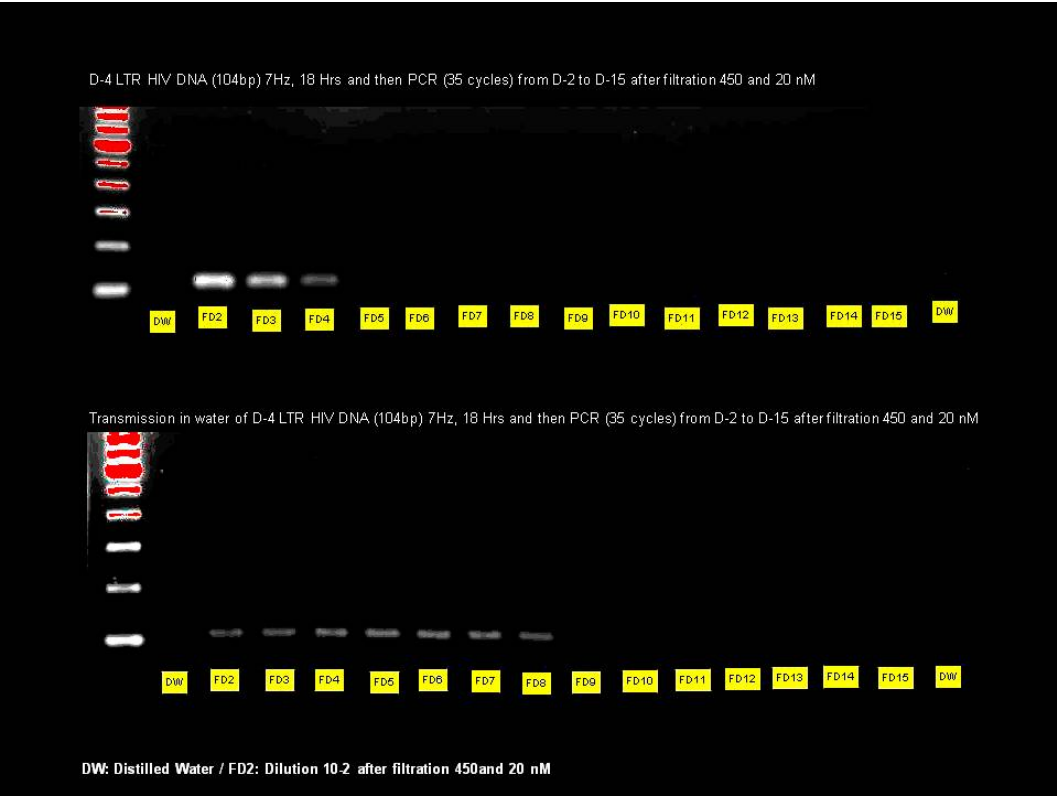 D-4 LTR HIV DNA (104bp) 7Hz, 18 Hrs and then PCR (35 cycles) from D-2 to D-15 after filtration 450 and 20 nM
DW FD2 FD3 FD4 FD5 FD6 FD7 FD8 FD9 FD10 FD11 FD12 FD13 FD14 FD15 DW
Transmission in water of D-4 LTR HIV DNA (104bp) 7Hz, 18 Hrs and then PCR (35 cycles) from D-2 to D-15 after filtration 450 and 20 nM
DW FD2 FD3 FD4 FD5 FD6 FD7 FD8 FD9 FD10 FD11 FD12 FD13 FD14 FD15 DW
DW: Distilled Water / FD2: Dilution 10-2 after filtration 450and 20 nM